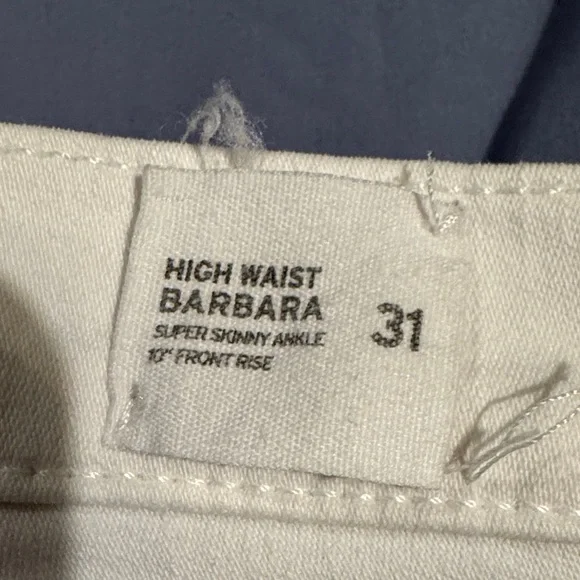 HIGH WAIST
BARBARA
31
SUPER SKINNY ANKLE
10" FRONT RISE